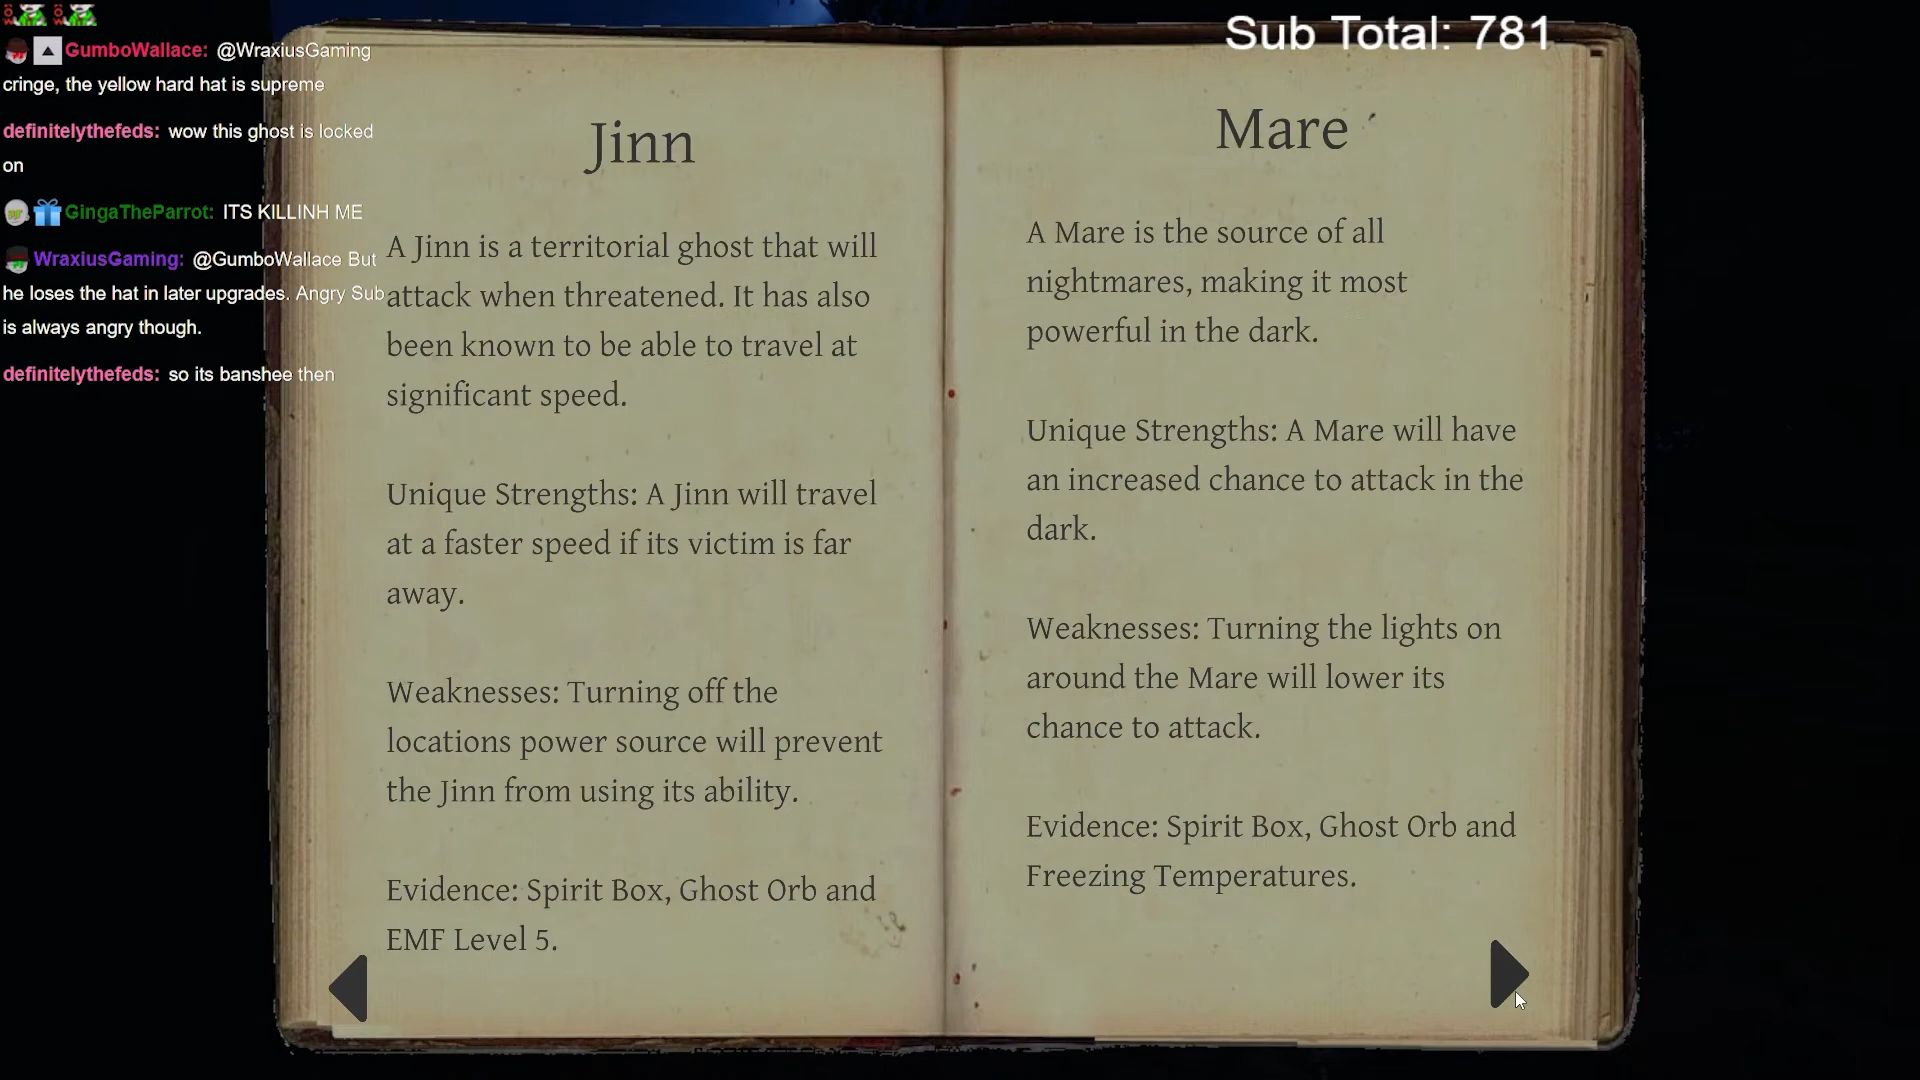 Sub Total: 781
GumboWallace: @WraxiusGaming
cringe, the yellow hard hat is supreme
definitelythefeds: wow this ghost is locked
on
GingaTheParrot: ITS KILLINH ME
WraxiusGaming: @GumboWallace But
he loses the hat in later upgrades. Angry Sub
is always angry though.
definitelythefeds: so its banshee then
Jinn
A Jinn is a territorial ghost that will
attack when threatened. It has also
been known to be able to travel at
significant speed.
Unique Strengths: A Jinn will travel
at a faster speed if its victim is far
away.
Weaknesses: Turning off the
locations power source will prevent
the Jinn from using its ability.
Evidence: Spirit Box, Ghost Orb and
EMF Level 5.
Mare
A Mare is the source of all
nightmares, making it most
powerful in the dark.
Unique Strengths: A Mare will have
an increased chance to attack in the
dark.
Weaknesses: Turning the lights on
around the Mare will lower its
chance to attack.
Evidence: Spirit Box, Ghost Orb and
Freezing Temperatures.